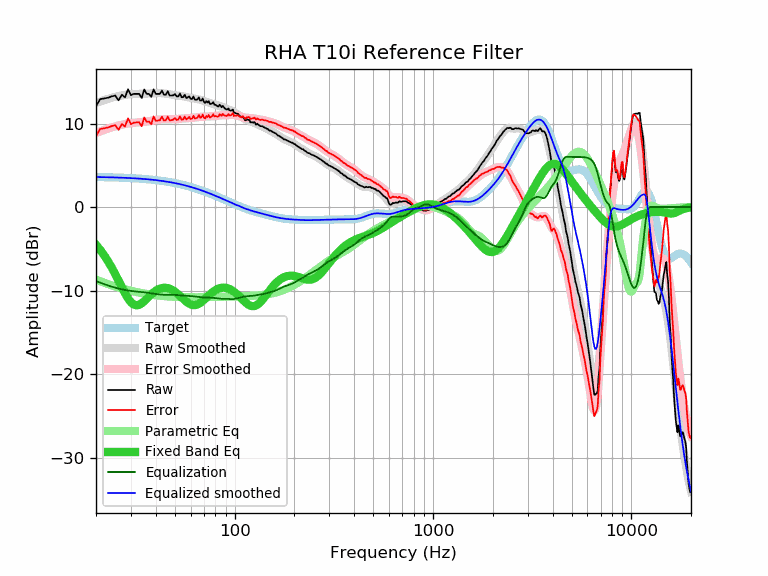 RHA T10i Reference Filter
Amplitude (dBr)
10
0
−10
−20
−30
Target
Raw Smoothed
Error Smoothed
Raw
Error
Parametric Eq
Fixed Band Eq
Equalization
Equalized smoothed
100
1000
10000
Frequency (Hz)